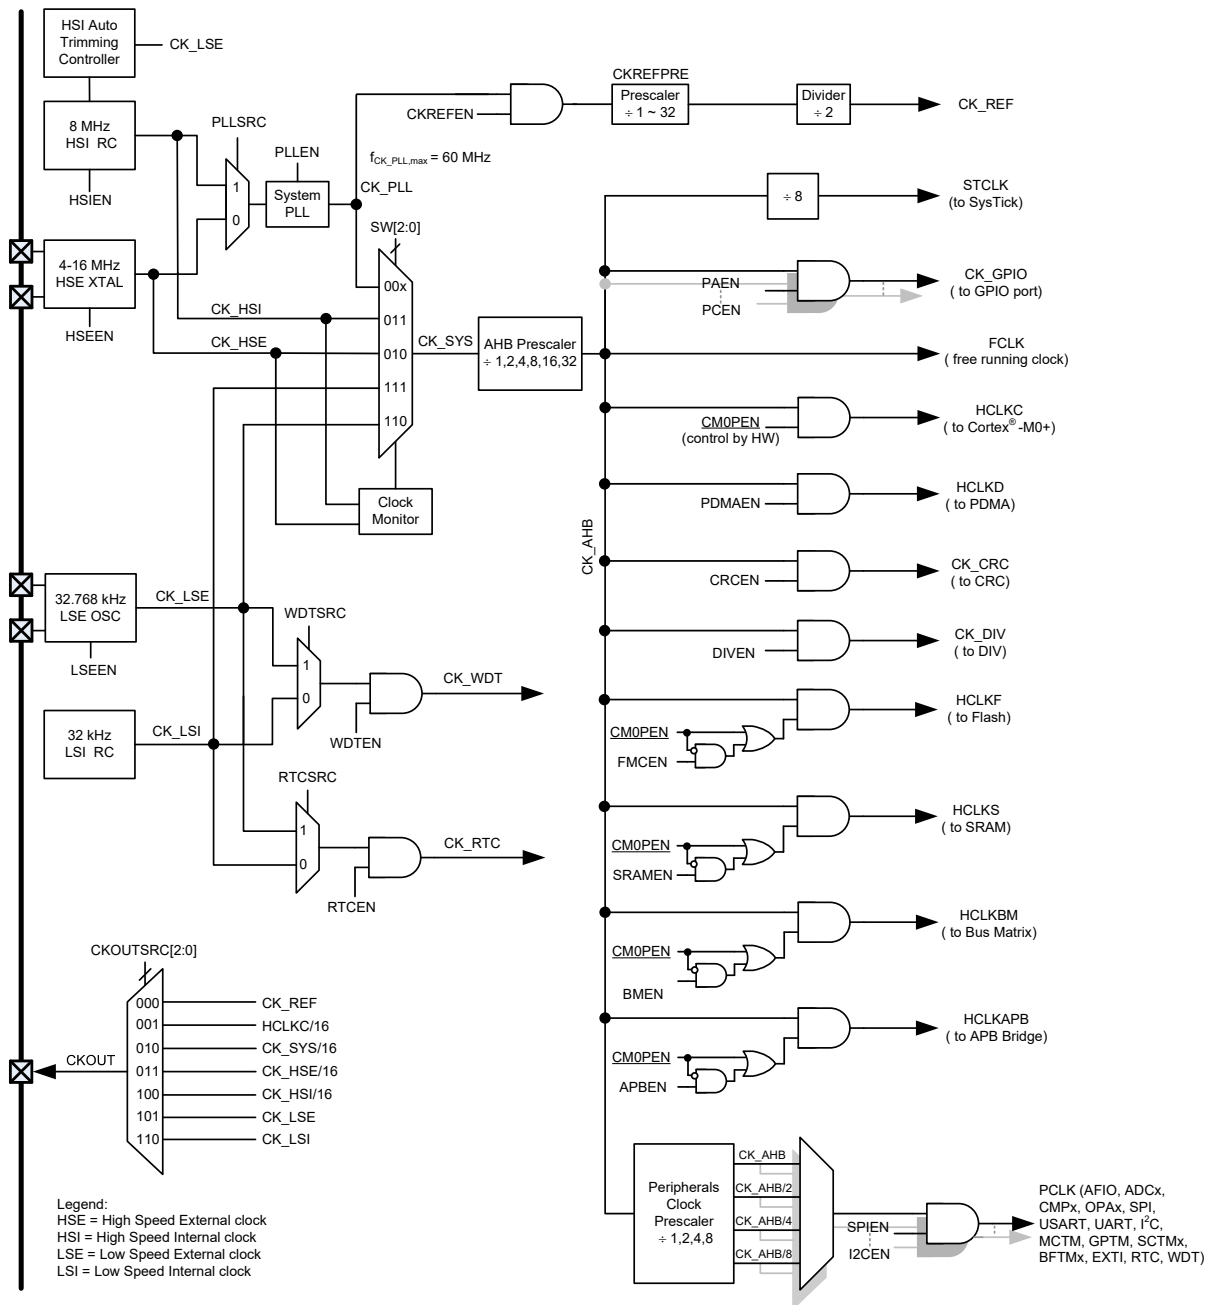 HSI Auto
Trimming
Controller
CK_LSE
8 MHz
HSI RC
HSIEN
PLLSRC
1
0
PLLEN
System
PLL
fCK_PLL,max = 60 MHz
CK_PLL
4-16 MHz
HSE XTAL
HSEEN
CKREFEN
CKREFPRE
Prescaler
÷ 1 ~ 32
Divider
÷ 2
CK_REF
SW[2:0]
00x
011
010
111
110
CK_HSI
CK_HSE
CK_SYS
AHB Prescaler
÷ 1,2,4,8,16,32
Clock
Monitor
÷ 8
STCLK
(to SysTick)
PAEN
PCEN
CK_GPIO
( to GPIO port)
FCLK
( free running clock)
CM0PEN
(control by HW)
HCLKC
( to Cortex®-M0+)
PDMAEN
HCLKD
( to PDMA)
CK_AHB
CRCEN
CK_CRC
( to CRC)
DIVEN
CK_DIV
( to DIV)
CM0PEN
FMCEN
HCLKF
( to Flash)
CM0PEN
SRAMEN
HCLKS
( to SRAM)
CM0PEN
BMEN
HCLKBM
( to Bus Matrix)
CM0PEN
APBEN
HCLKAPB
( to APB Bridge)
32.768 kHz
LSE OSC
LSEEN
CK_LSE
WDTSRC
1
0
WDTEN
CK_WDT
32 kHz
LSI RC
CK_LSI
RTCSRC
1
0
RTCEN
CK_RTC
CKOUTSRC[2:0]
CKOUT
000 CK_REF
001 HCLKC/16
010 CK_SYS/16
011 CK_HSE/16
100 CK_HSI/16
101 CK_LSE
110 CK_LSI
Peripherals
Clock
Prescaler
÷ 1,2,4,8
CK_AHB
CK_AHB/2
CK_AHB/4
CK_AHB/8
SPIEN
I2CEN
PCLK (AFIO, ADCx,
CMPx, OPAx, SPI,
USART, UART, I²C,
MCTM, GPTM, SCTMx,
BFTMx, EXTI, RTC, WDT)
Legend:
HSE = High Speed External clock
HSI = High Speed Internal clock
LSE = Low Speed External clock
LSI = Low Speed Internal clock